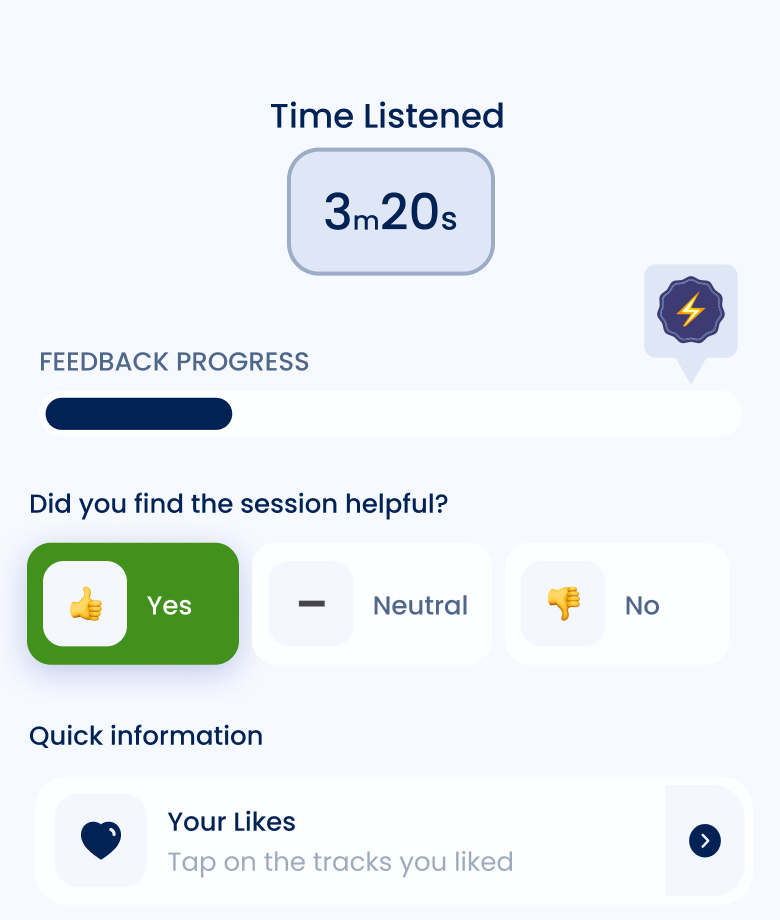 Time Listened
3m20s
FEEDBACK PROGRESS
Did you find the session helpful?
Yes
Neutral
No
Quick information
Your Likes
Tap on the tracks you liked